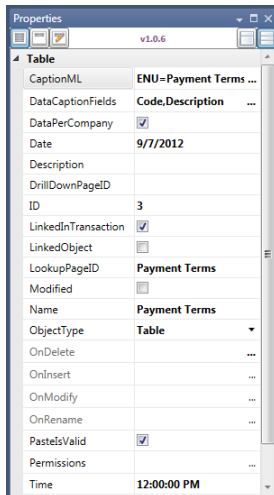 Properties
v1.0.6
Table
CaptionML ENU=Payment Terms ...
DataCaptionFields Code,Description ...
DataPerCompany
Date 9/7/2012
Description
DrillDownPageID
ID 3
LinkedInTransaction
LinkedObject
LookupPageID Payment Terms
Modified
Name Payment Terms
ObjectType Table
OnDelete ...
OnInsert ...
OnModify ...
OnRename ...
PasteIsValid
Permissions ...
Time 12:00:00 PM